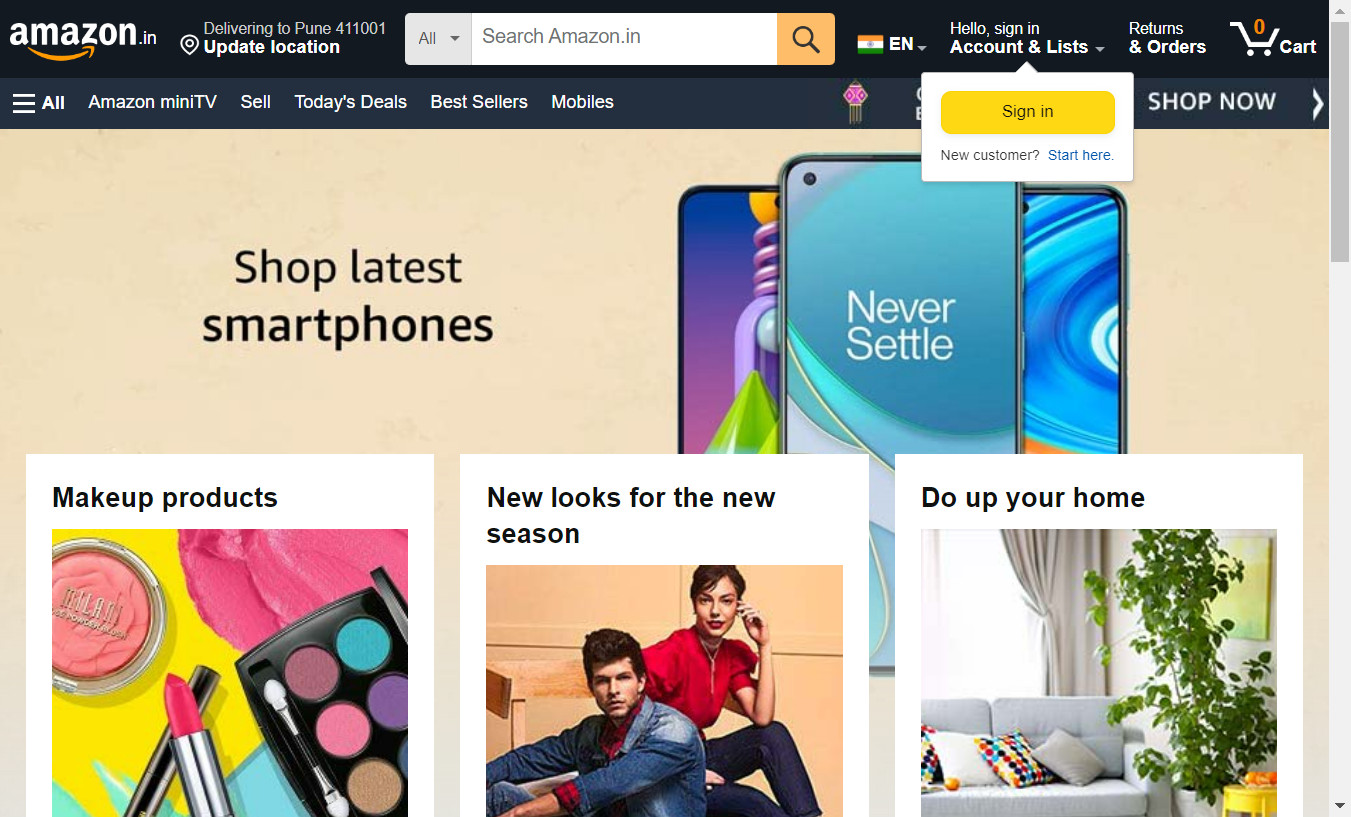 amazon.in
Delivering to Pune 411001
Update location
All
Search Amazon.in
EN
Hello, sign in
Account & Lists
Returns
& Orders
0
Cart
All
Amazon miniTV
Sell
Today's Deals
Best Sellers
Mobiles
SHOP NOW
Sign in
New customer? Start here.
Shop latest
smartphones
Never
Settle
Makeup products
New looks for the new
season
Do up your home
MILANI
POWDER BLUSH